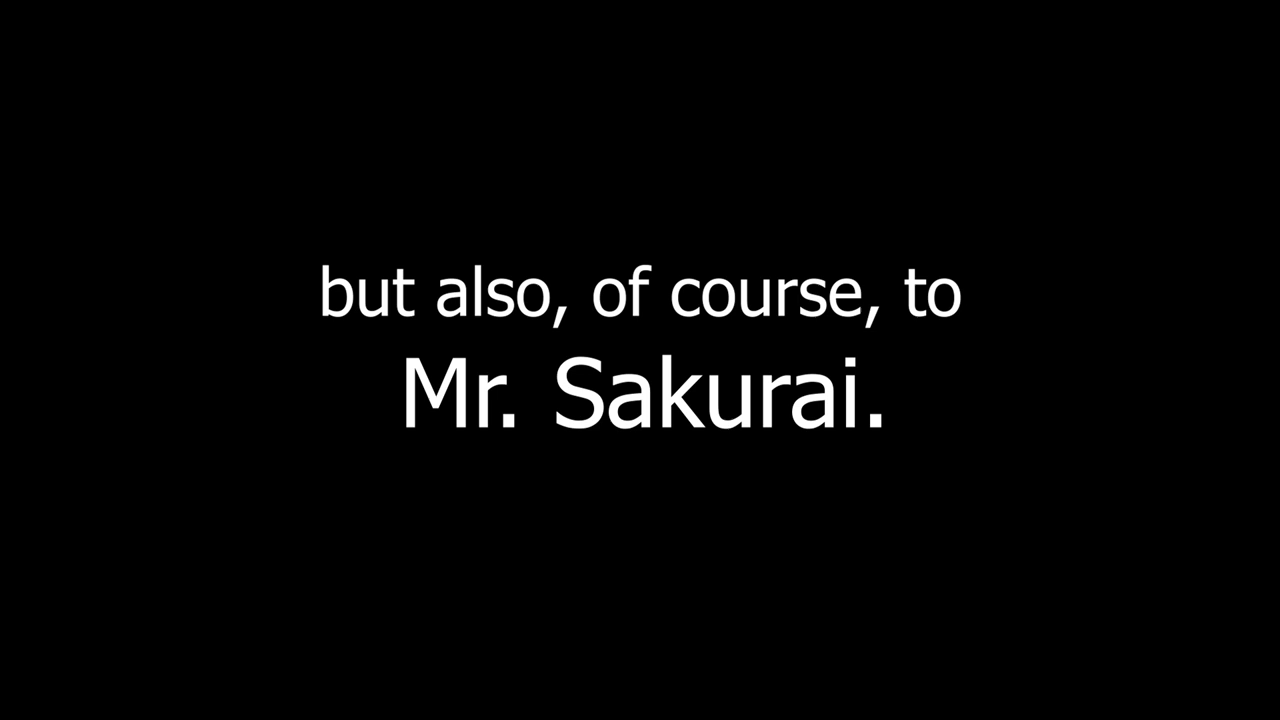 but also, of course, to
Mr. Sakurai.